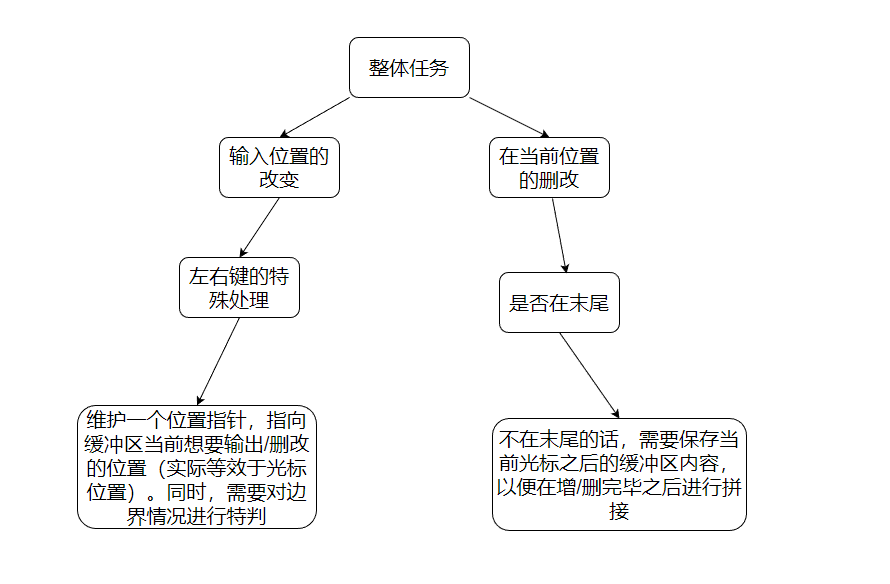 整体任务
输入位置的
改变
在当前位置
的删改
左右键的特
殊处理
是否在末尾
维护一个位置指针，指向
缓冲区当前想要输出/删改
的位置（实际等效于光标
位置）。同时，需要对边
界情况进行特判
不在末尾的话，需要保存当
前光标之后的缓冲区内容，
以便在增/删完毕之后进行拼
接